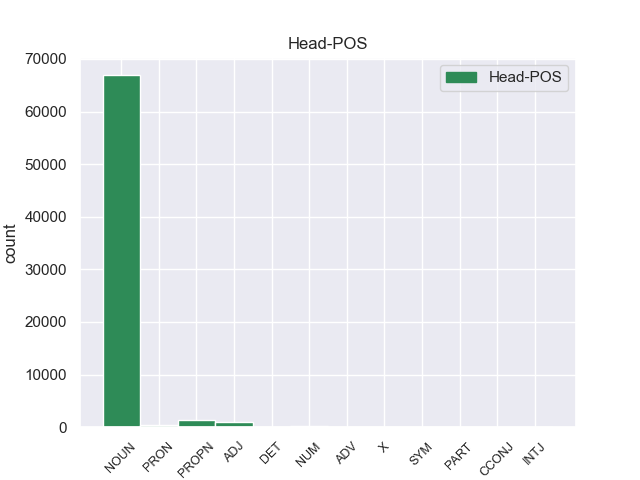 Head-POS
Head-POS
70000
60000
50000
40000
30000
20000
10000
0
count
NOUN
PRON
PROPN
ADJ
DET
NUM
ADV
X
SYM
PART
CCONJ
INTJ